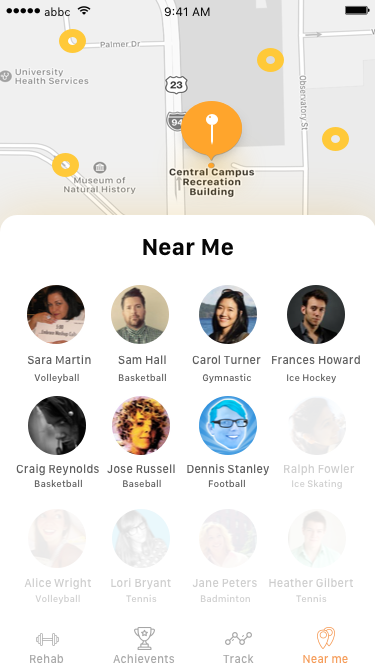 abbc 9:41 AM
Palmer Dr
University
Health Services
23
94
Observatory St
Museum of
Natural History
Central Campus
Recreation
Building
Near Me
Sara Martin Sam Hall Carol Turner Frances Howard
Volleyball Basketball Gymnastic Ice Hockey
Craig Reynolds Jose Russell Dennis Stanley Ralph Fowler
Basketball Baseball Football Ice Skating
Alice Wright Lori Bryant Jane Peters Heather Gilbert
Volleyball Tennis Badminton Tennis
Rehab Achievents Track Near me